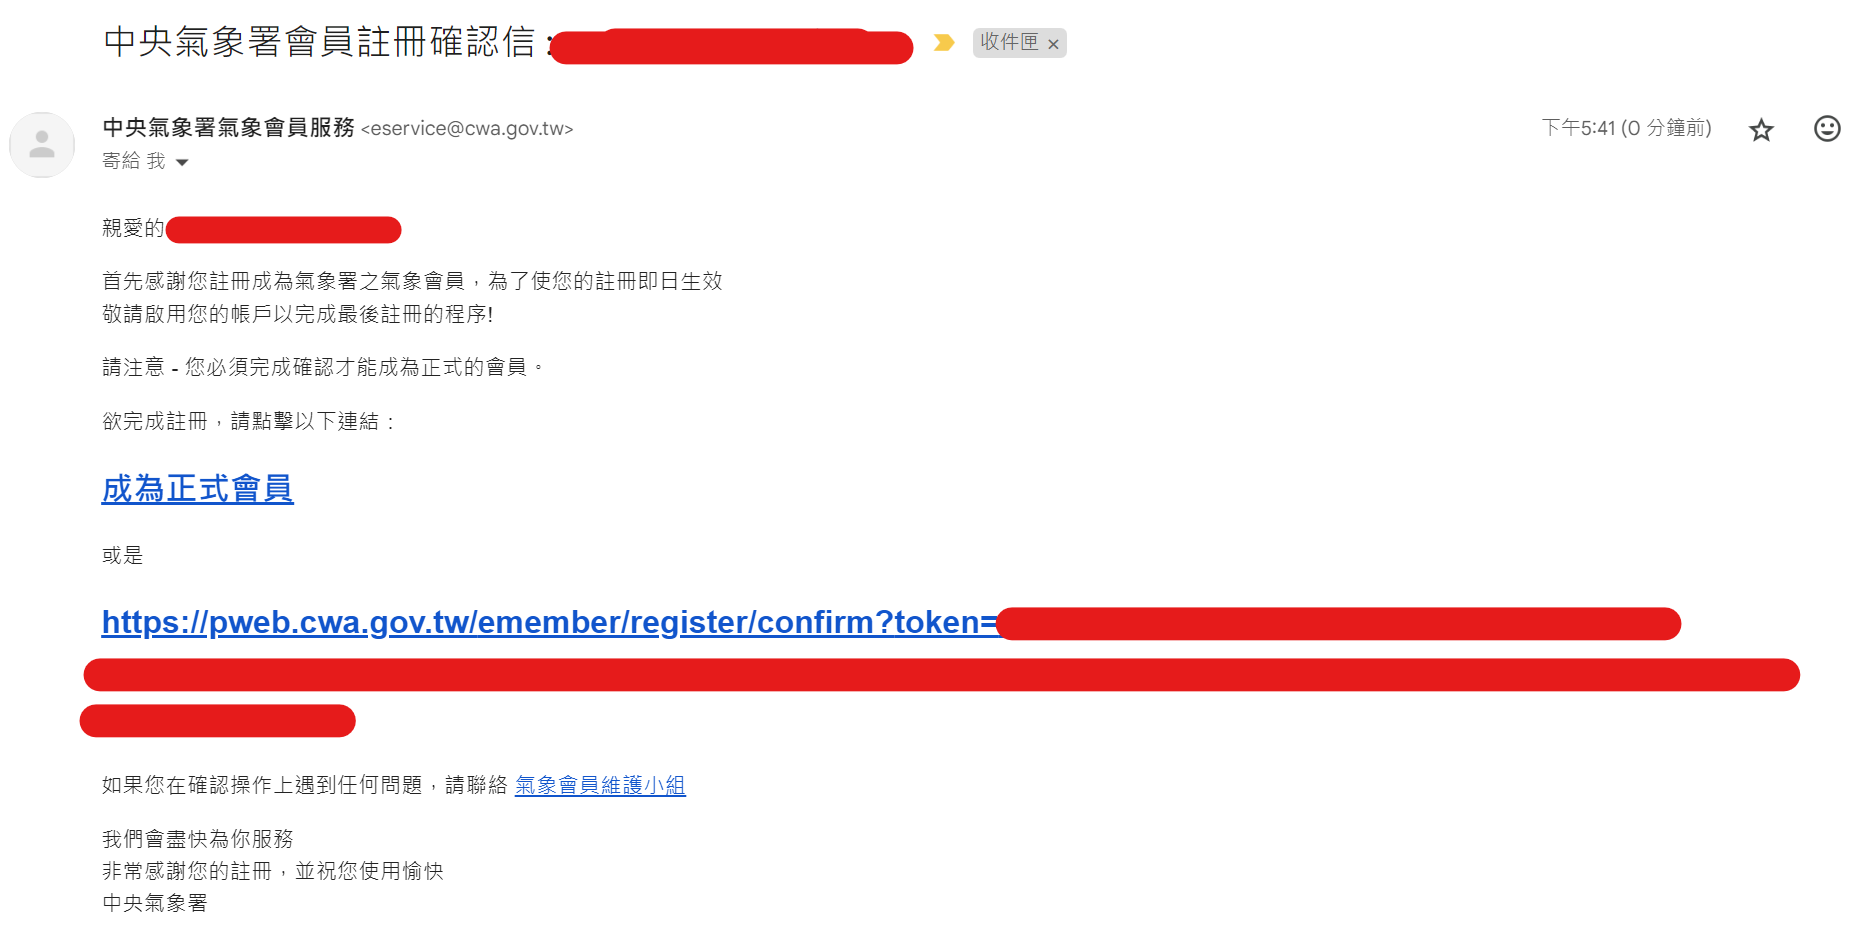 中央氣象署會員註冊確認信 :
收件匣 ×
中央氣象署氣象會員服務 <eservice@cwa.gov.tw>
下午5:41 (0 分鐘前)
寄給 我
親愛的
首先感謝您註冊成為氣象署之氣象會員，為了使您的註冊即日生效
敬請啟用您的帳戶以完成最後註冊的程序!
請注意 - 您必須完成確認才能成為正式的會員。
欲完成註冊，請點擊以下連結：
成為正式會員
或是
https://pweb.cwa.gov.tw/emember/register/confirm?token=
如果您在確認操作上遇到任何問題，請聯絡 氣象會員維護小組
我們會盡快為你服務
非常感謝您的註冊，並祝您使用愉快
中央氣象署